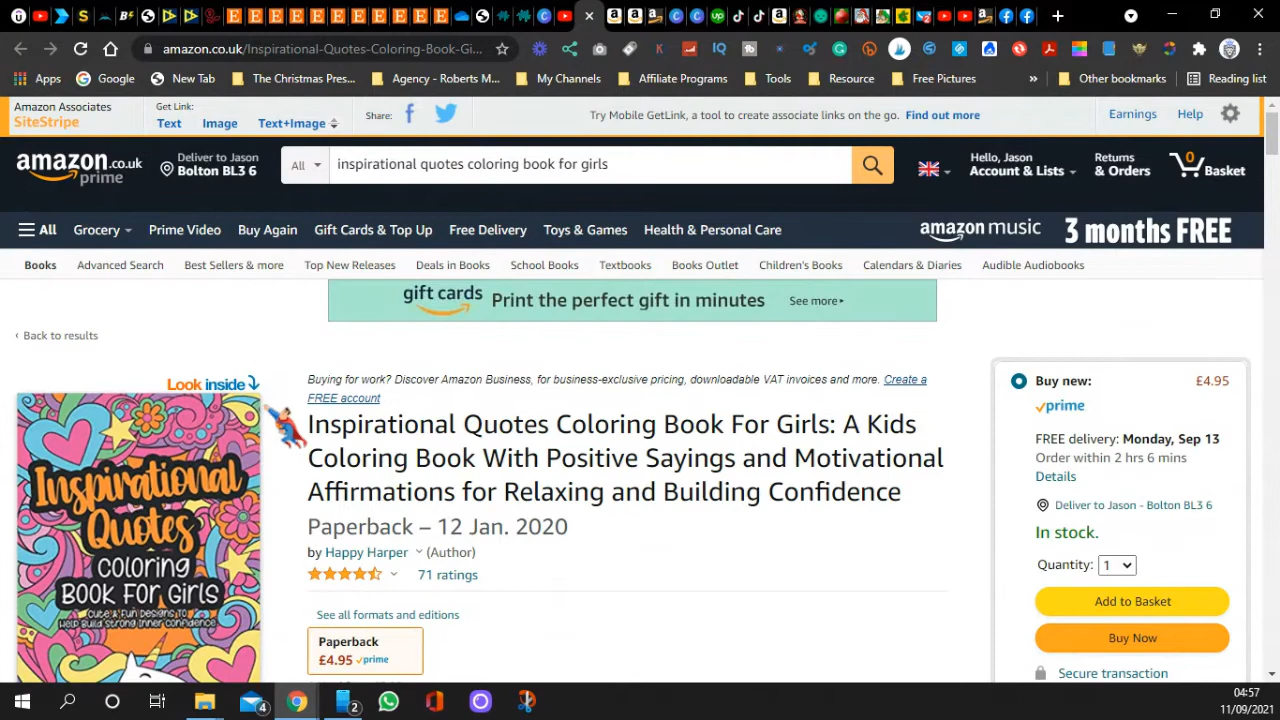 amazon.co.uk/Inspirational-Quotes-Coloring-Book-Gi...
Apps
Google
New Tab
The Christmas Pres...
Agency - Roberts M...
My Channels
Affiliate Programs
Tools
Resource
Free Pictures
»
Other bookmarks
Reading list
Amazon Associates
SiteStripe
Get Link:
Text
Image
Text+Image
Share:
Try Mobile GetLink, a tool to create associate links on the go. Find out more
Earnings
Help
amazon.co.uk
prime
Deliver to Jason
Bolton BL3 6
All
inspirational quotes coloring book for girls
Hello, Jason
Account & Lists
Returns
& Orders
0
Basket
All
Grocery
Prime Video
Buy Again
Gift Cards & Top Up
Free Delivery
Toys & Games
Health & Personal Care
amazon music
3 months FREE
Books
Advanced Search
Best Sellers & more
Top New Releases
Deals in Books
School Books
Textbooks
Books Outlet
Children's Books
Calendars & Diaries
Audible Audiobooks
gift cards Print the perfect gift in minutes See more
‹ Back to results
Look inside
Inspirational
Quotes
coloring
Book For Girls
Cute & Fun Designs To
Help Build Strong Inner Confidence
Buying for work? Discover Amazon Business, for business-exclusive pricing, downloadable VAT invoices and more. Create a
FREE account
Inspirational Quotes Coloring Book For Girls: A Kids
Coloring Book With Positive Sayings and Motivational
Affirmations for Relaxing and Building Confidence
Paperback – 12 Jan. 2020
by Happy Harper (Author)
71 ratings
See all formats and editions
Paperback
£4.95 prime
Buy new:
£4.95
prime
FREE delivery: Monday, Sep 13
Order within 2 hrs 6 mins
Details
Deliver to Jason - Bolton BL3 6
In stock.
Quantity: 1
Add to Basket
Buy Now
Secure transaction
4
2
04:57
11/09/2021